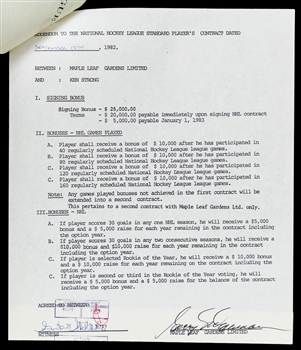 ADDENDUM TO THE NATIONAL HOCKEY LEAGUE STANDARD PLAYER'S CONTRACT DATED
, 1982.
BETWEEN : MAPLE LEAF GARDENS LIMITED
AND : KEN STRONG
I. SIGNING BONUS
Signing Bonus - $ 25,000.00
Terms - $ 20,000 payable immediately upon signing NHL contract
- $ 5,000 payable January 1, 1983
II. BONUSES - NHL GAMES PLAYED
A. Player shall receive a bonus of $ 10,000 after he has participated in
40 regularly scheduled National Hockey League league games.
B. Player shall receive a bonus of $ 10,000 after he has participated in
80 regularly scheduled National Hockey League league games.
C. Player shall receive a bonus of $ 10,000 after he has participated in
120 regularly scheduled National Hockey League league games.
C. Player shall receive a bonus of $ 10,000 after he has participated in
160 regularly scheduled National Hockey League league games.
Note: Any games played bonuses not achieved in the first contract will be
extended into a second contract.
This pertains to a second contract with Maple Leaf Gardens Ltd. only.
III. BONUSES - NHL
A. If player scores 30 goals in any one NHL season, he will receive a $5,000
bonus and a $ 5,000 raise for each year remaining in the contract including
the option year.
B. If player scores 30 goals in any two consecutive seasons, he will receive a
$10,000 bonus and $10,000 raise for each year remaining in the contract
including the option year.
C. If player is selected Rookie of the Year, he will receive a $ 10,000 bonus
and a $ 10,000 raise for each year remaining on the contract including the
option year.
C. If player is second or third in the Rookie of the Year voting, he will
receive a $ 5,000 bonus and a $ 5,000 raise for the balance of the contract
including the option year.
AGREED TO BETWEEN:
MAPLE LEAF GARDENS LIMITED
WITNESS